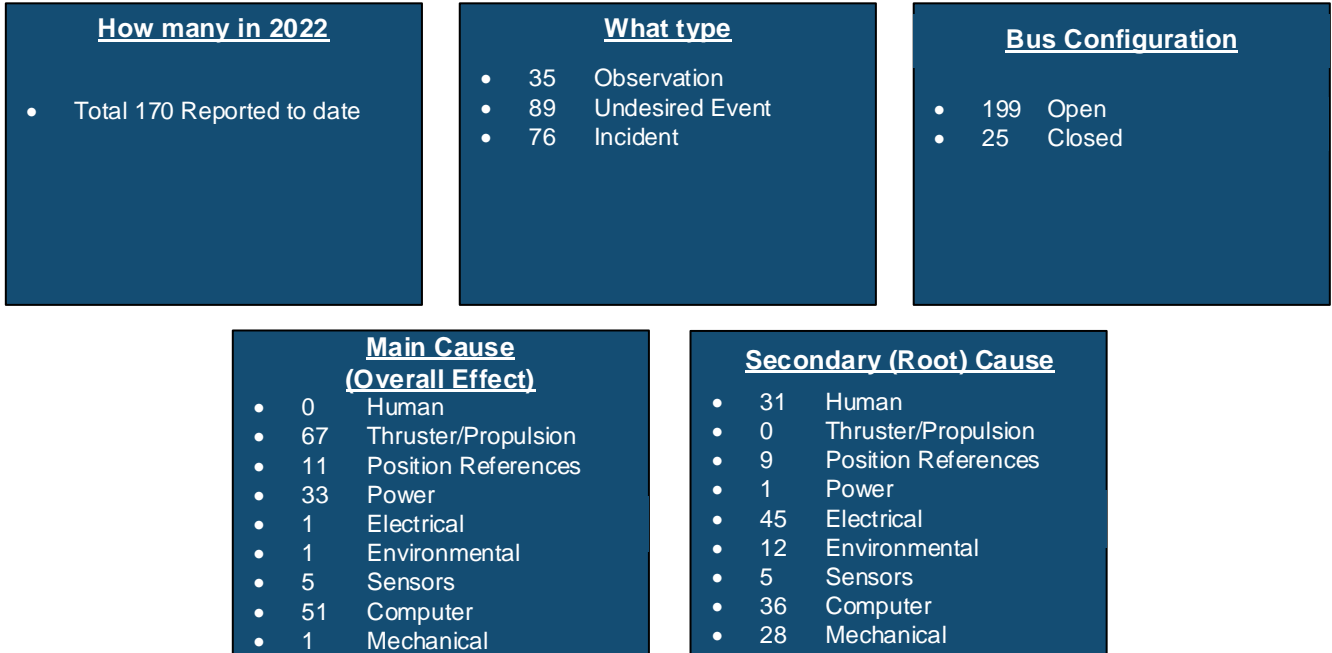 How many in 2022
• Total 170 Reported to date
What type
• 35 Observation
• 89 Undesired Event
• 76 Incident
Bus Configuration
• 199 Open
• 25 Closed
Main Cause
(Overall Effect)
• 0 Human
• 67 Thruster/Propulsion
• 11 Position References
• 33 Power
• 1 Electrical
• 1 Environmental
• 5 Sensors
• 51 Computer
• 1 Mechanical
Secondary (Root) Cause
• 31 Human
• 0 Thruster/Propulsion
• 9 Position References
• 1 Power
• 45 Electrical
• 12 Environmental
• 5 Sensors
• 36 Computer
• 28 Mechanical